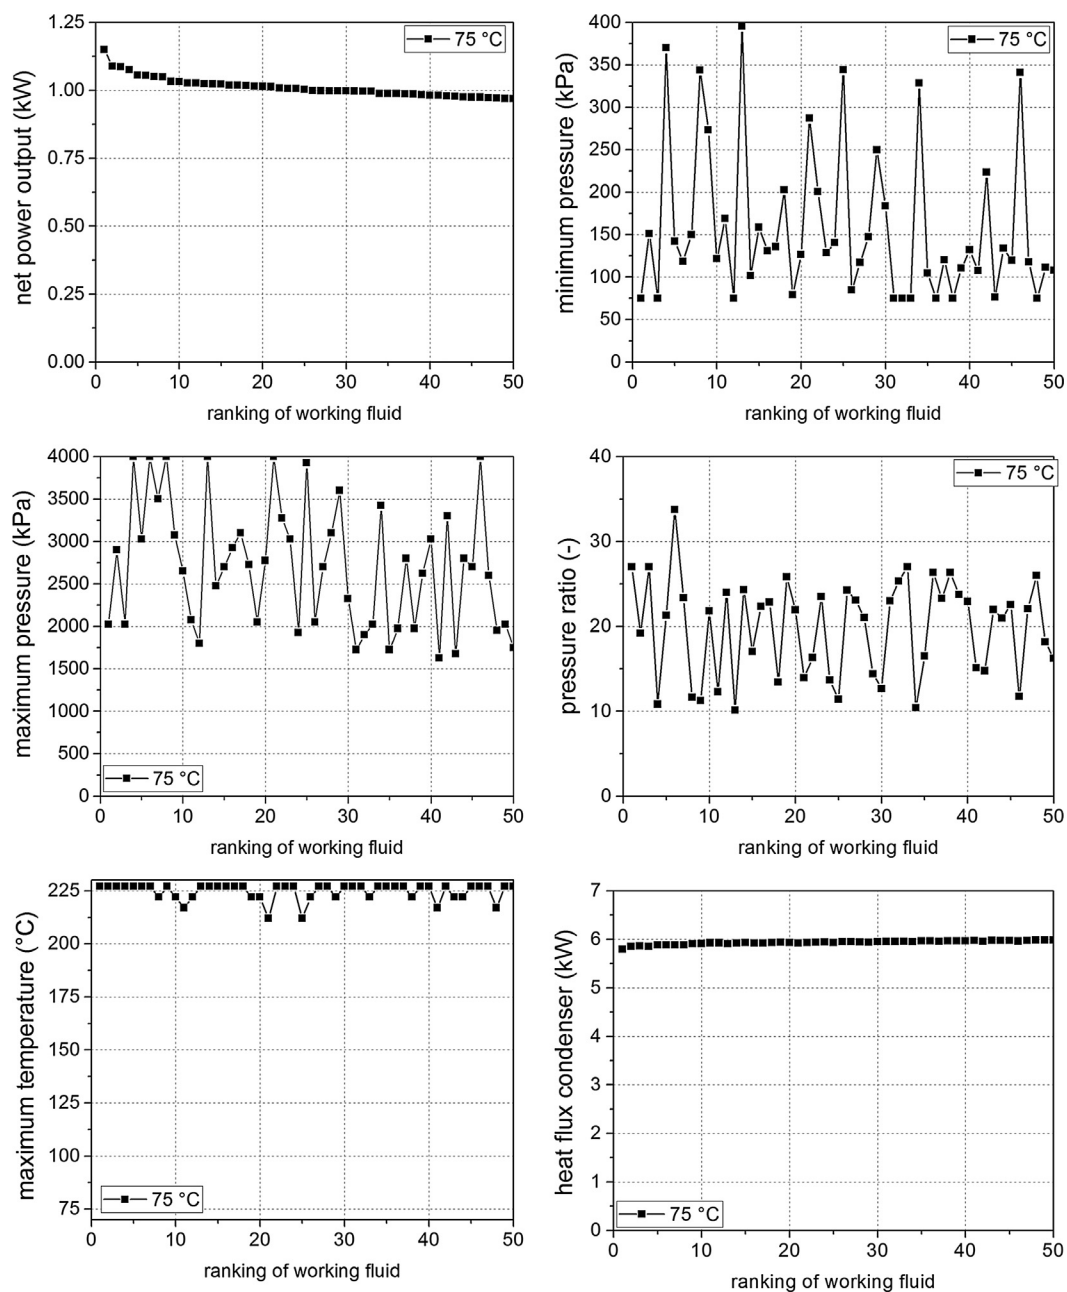 1.25
1.00
0.75
0.50
0.25
0.00
net power output (kW)
75 °C
0 10 20 30 40 50
ranking of working fluid
400
350
300
250
200
150
100
50
0
minimum pressure (kPa)
75 °C
0 10 20 30 40 50
ranking of working fluid
4000
3500
3000
2500
2000
1500
1000
500
0
maximum pressure (kPa)
75 °C
0 10 20 30 40 50
ranking of working fluid
40
30
20
10
0
pressure ratio (-)
75 °C
0 10 20 30 40 50
ranking of working fluid
225
200
175
150
125
100
75
maximum temperature (°C)
75 °C
0 10 20 30 40 50
ranking of working fluid
7
6
5
4
3
2
1
0
heat flux condenser (kW)
75 °C
0 10 20 30 40 50
ranking of working fluid